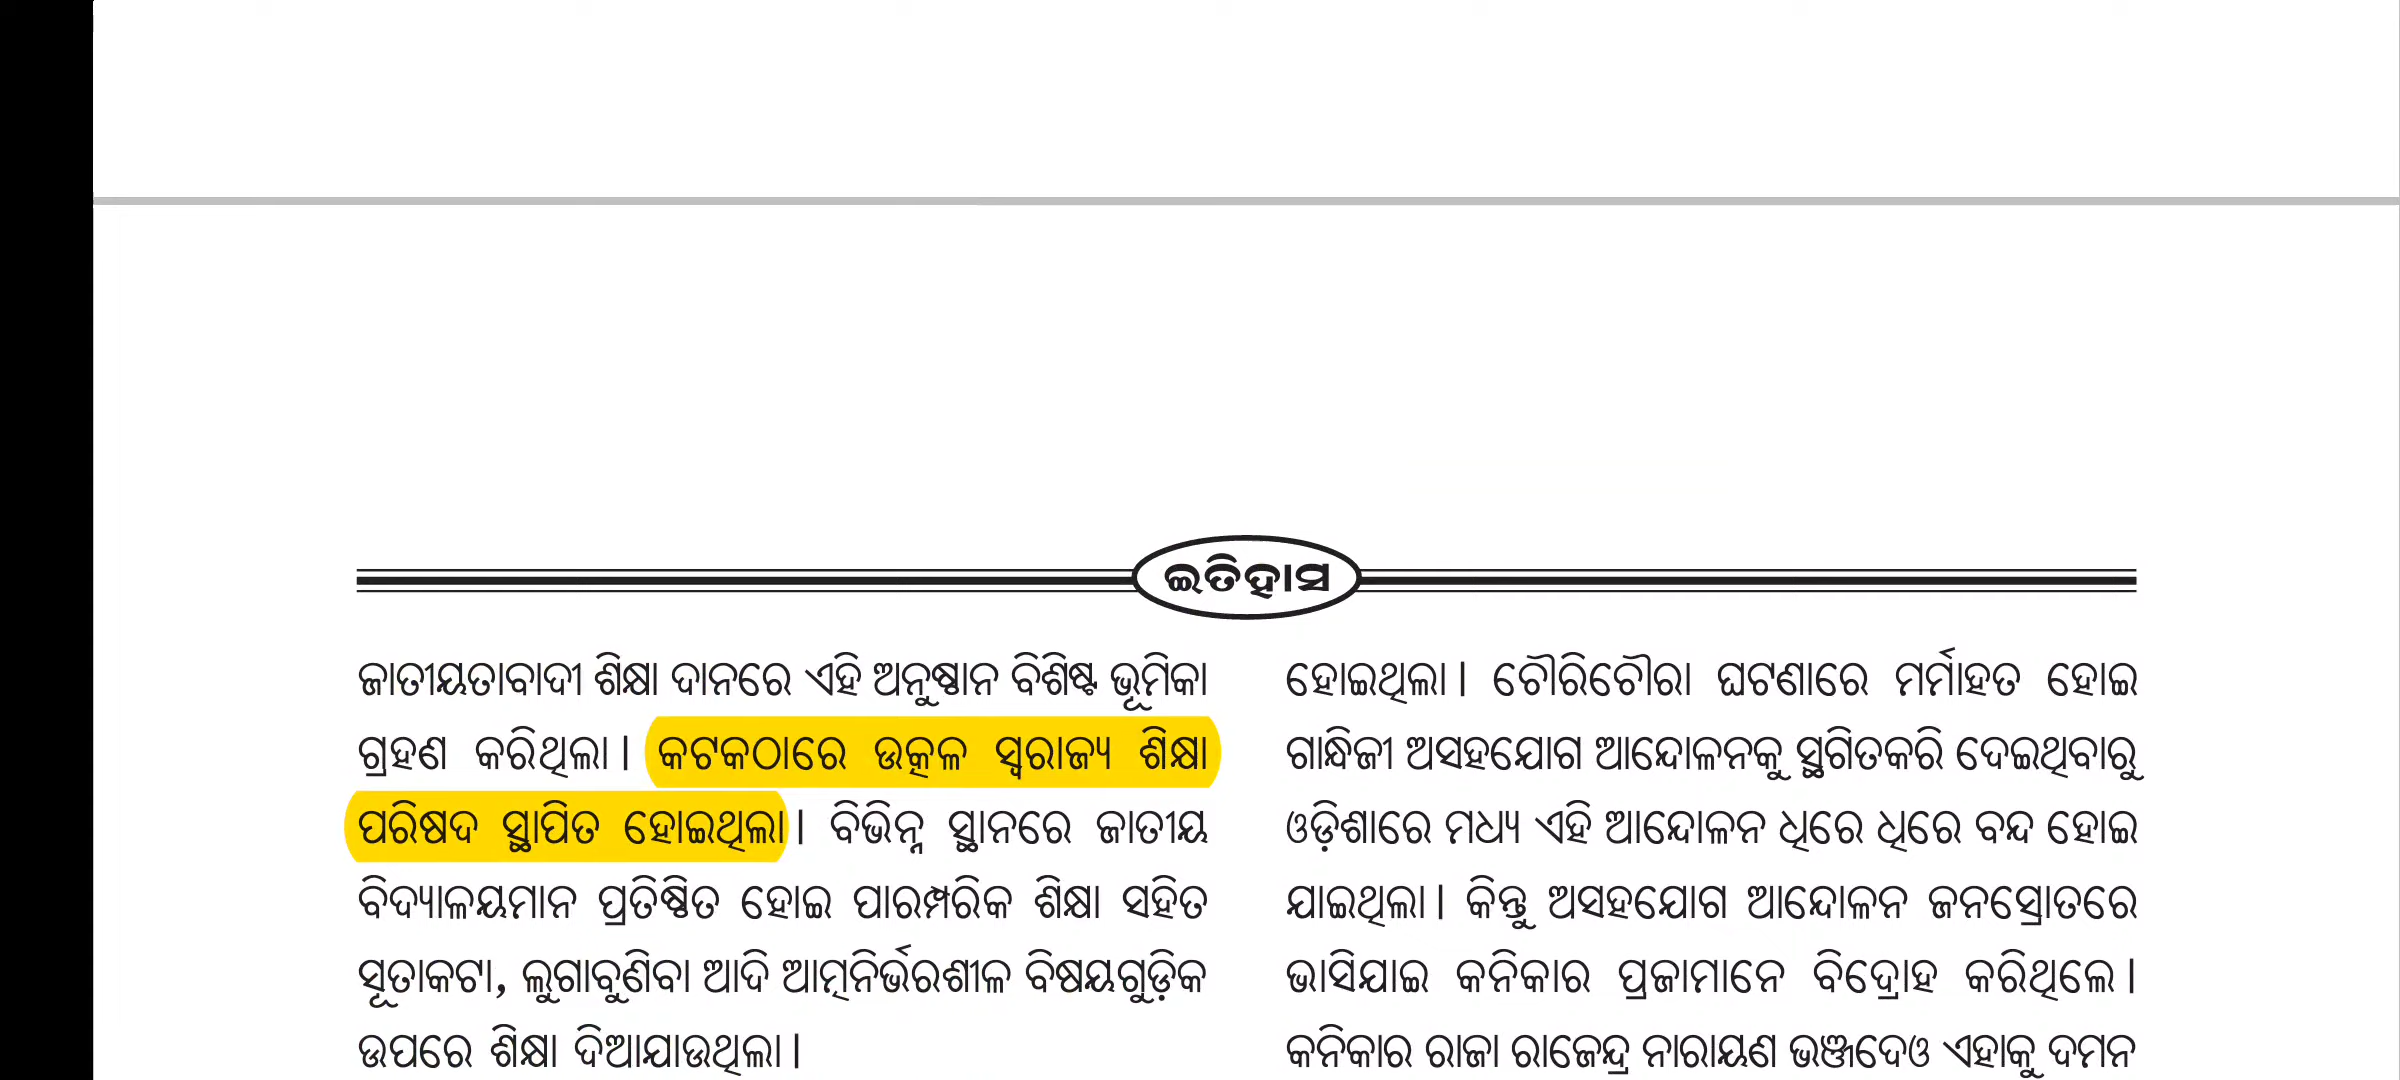 ଇତିହାସ
ଜାତୀୟତାବାଦୀ ଶିକ୍ଷା ଦାନରେ ଏହି ଅନୁଷ୍ଠାନ ବିଶିଷ୍ଟ ଭୂମିକା
ଗ୍ରହଣ କରିଥିଲା। କଟକଠାରେ ଉତ୍କଳ ସ୍ୱରାଜ୍ୟ ଶିକ୍ଷା
ପରିଷଦ ସ୍ଥାପିତ ହୋଇଥିଲା। ବିଭିନ୍ନ ସ୍ଥାନରେ ଜାତୀୟ
ବିଦ୍ୟାଳୟମାନ ପ୍ରତିଷ୍ଠିତ ହୋଇ ପାରମ୍ପରିକ ଶିକ୍ଷା ସହିତ
ସୂତାକଟା, ଲୁଗାବୁଣିବା ଆଦି ଆତ୍ମନିର୍ଭରଶୀଳ ବିଷୟଗୁଡ଼ିକ
ଉପରେ ଶିକ୍ଷା ଦିଆଯାଉଥିଲା।
ହୋଇଥିଲା। ଚୌରିଚୌରା ଘଟଣାରେ ମର୍ମାହତ ହୋଇ
ଗାନ୍ଧିଜୀ ଅସହଯୋଗ ଆନ୍ଦୋଳନକୁ ସ୍ଥଗିତକରି ଦେଇଥିବାରୁ
ଓଡ଼ିଶାରେ ମଧ୍ୟ ଏହି ଆନ୍ଦୋଳନ ଧିରେ ଧିରେ ବନ୍ଦ ହୋଇ
ଯାଇଥିଲା। କିନ୍ତୁ ଅସହଯୋଗ ଆନ୍ଦୋଳନ ଜନସ୍ରୋତରେ
ଭାସିଯାଇ କନିକାର ପ୍ରଜାମାନେ ବିଦ୍ରୋହ କରିଥିଲେ।
କନିକାର ରାଜା ରାଜେନ୍ଦ୍ର ନାରାୟଣ ଭଞ୍ଜଦେଓ ଏହାକୁ ଦମନ